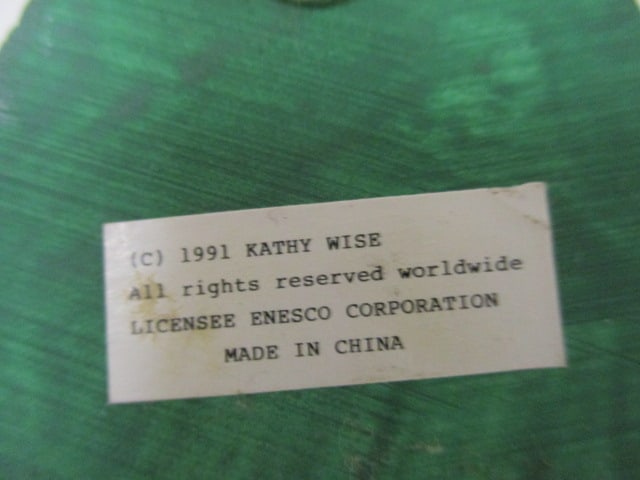 (C) 1991 KATHY WISE
All rights reserved worldwide
LICENSEE ENESCO CORPORATION
MADE IN CHINA